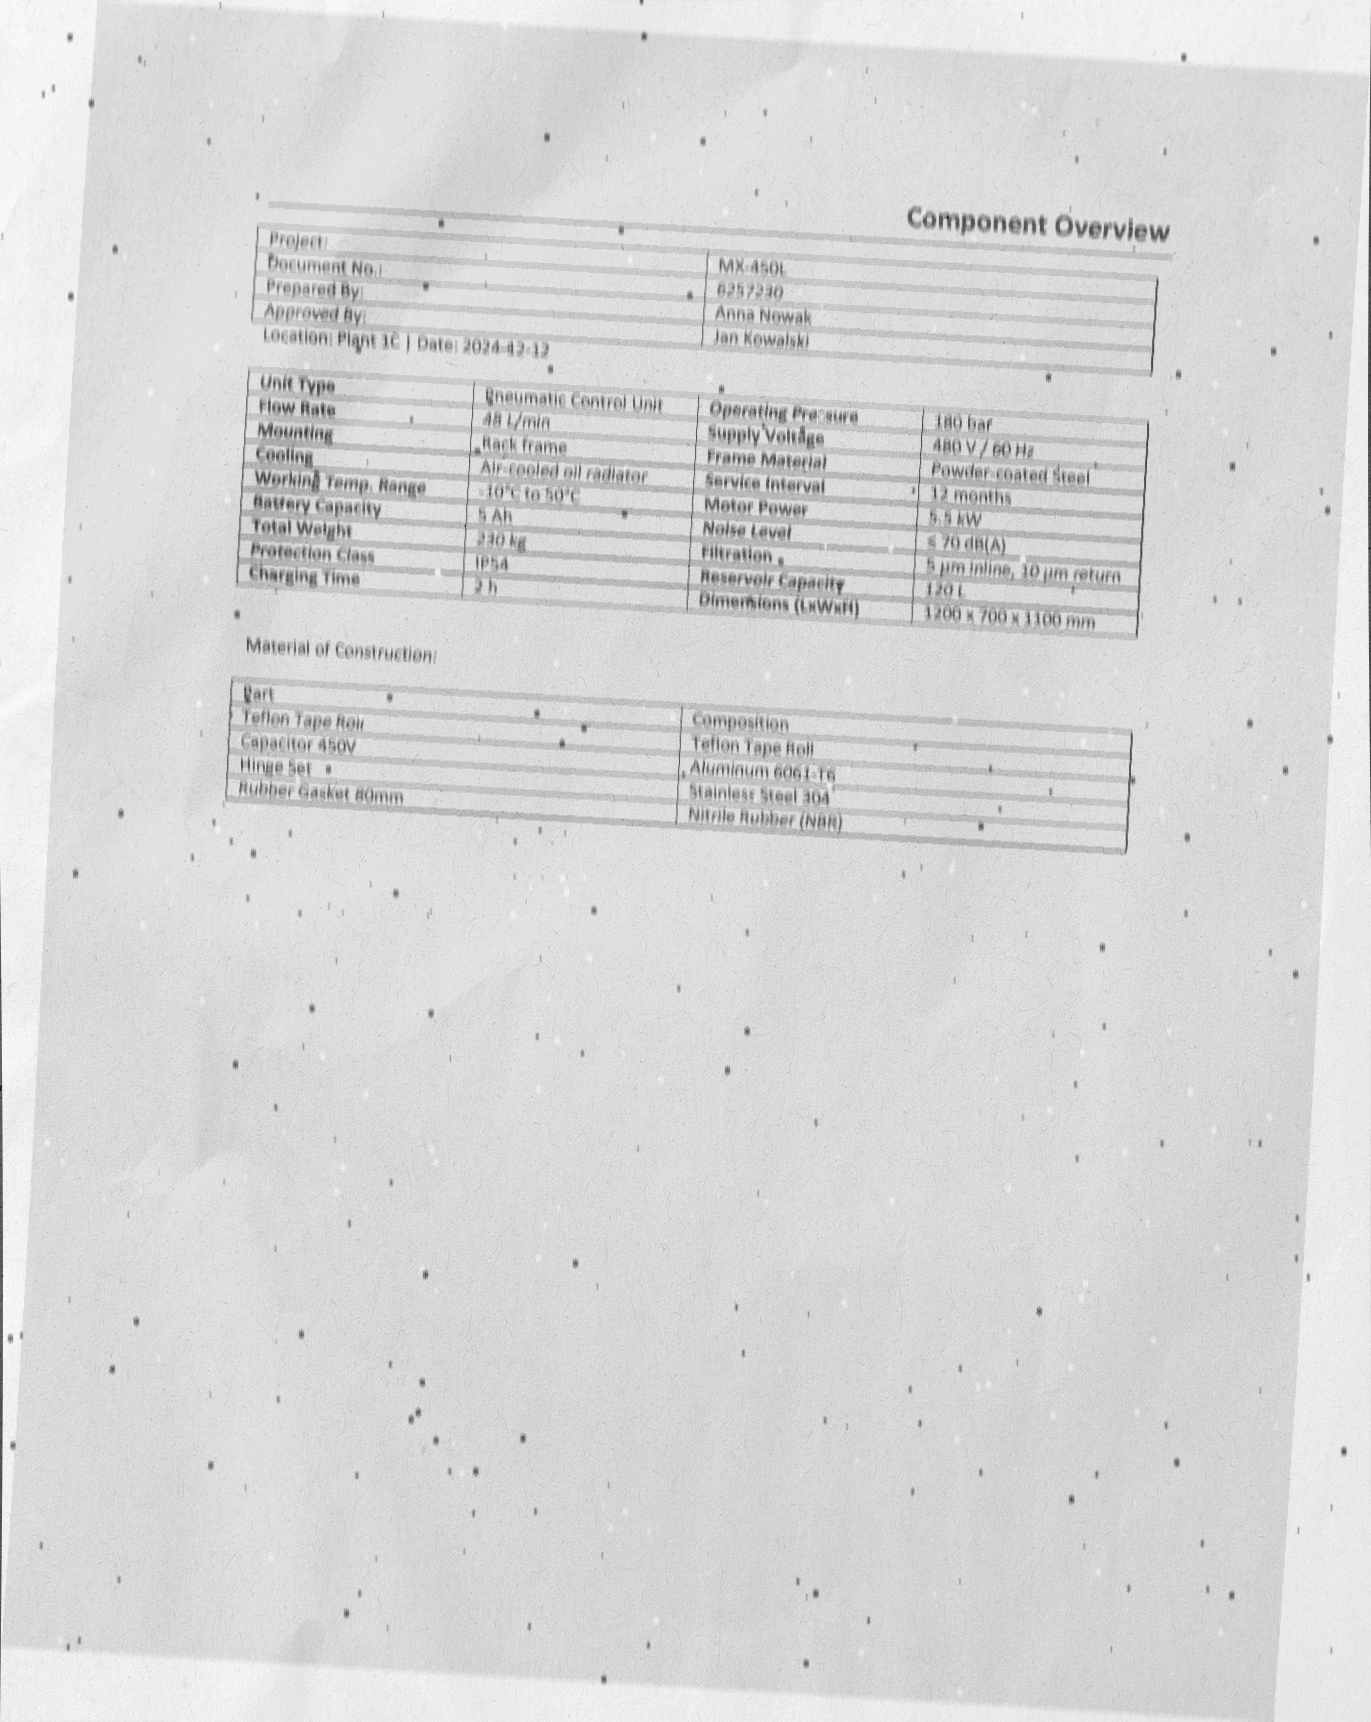 Component Overview
Project: MX-450L
Document No.: 6257230
Prepared By: Anna Nowak
Approved By: Jan Kowalski
Location: Plant 1C | Date: 2024-12-12
Unit Type Pneumatic Control Unit Operating Pressure 180 bar
Flow Rate 48 L/min Supply Voltage 480 V / 60 Hz
Mounting Rack frame Frame Material Powder-coated Steel
Cooling Air-cooled oil radiator Service Interval 12 months
Working Temp. Range -10°C to 50°C Motor Power 5.5 kW
Battery Capacity 5 Ah Noise Level ≤ 70 dB(A)
Total Weight 230 kg Filtration 5 µm inline, 10 µm return
Protection Class IP54 Reservoir Capacity 120 L
Charging Time 2 h Dimensions (LxWxH) 1200 x 700 x 1100 mm
Material of Construction:
Part Composition
Teflon Tape Roll Teflon Tape Roll
Capacitor 450V Aluminum 6061-T6
Hinge Set Stainless Steel 304
Rubber Gasket 80mm Nitrile Rubber (NBR)